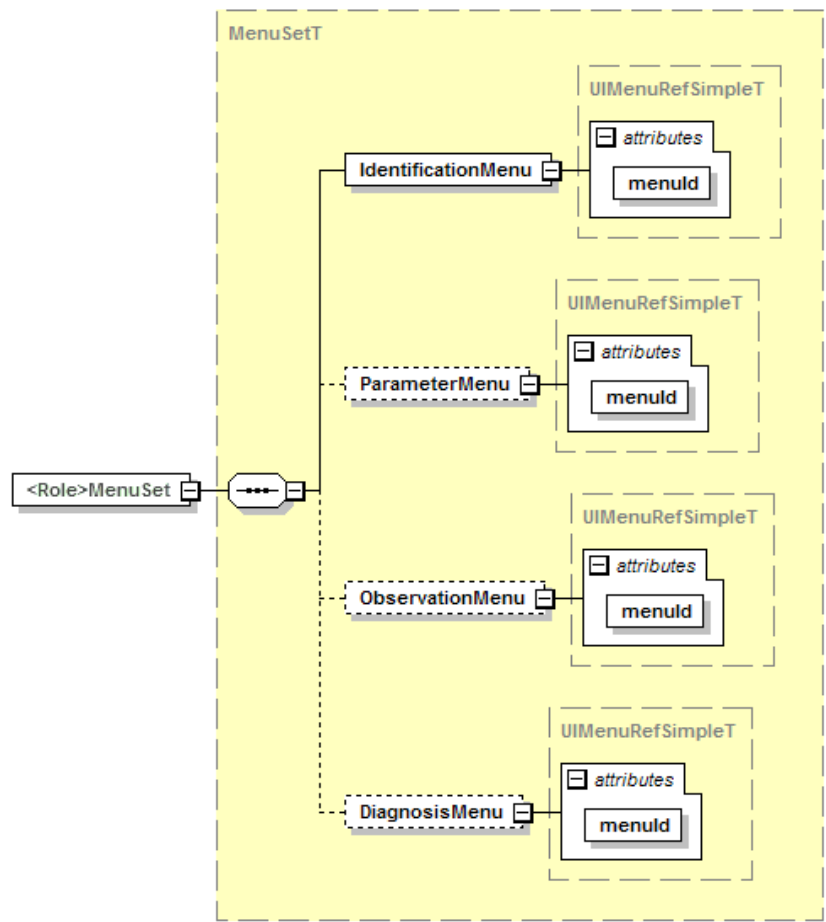 MenuSetT
UIMenuRefSimpleT
attributes
IdentificationMenu
menuId
UIMenuRefSimpleT
attributes
ParameterMenu
menuId
<Role>MenuSet
UIMenuRefSimpleT
attributes
ObservationMenu
menuId
UIMenuRefSimpleT
attributes
DiagnosisMenu
menuId